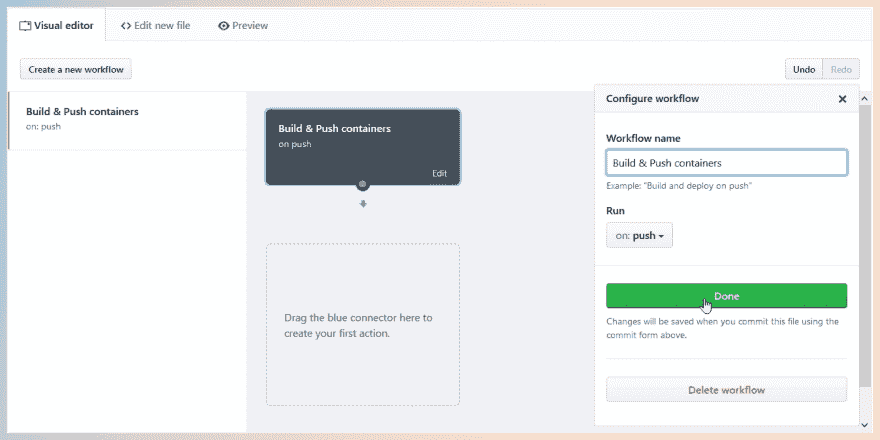 Visual editor
Edit new file
Preview
Create a new workflow
Undo
Redo
Build & Push containers
on: push
Build & Push containers
on push
Edit
Drag the blue connector here to
create your first action.
Configure workflow
Workflow name
Build & Push containers
Example: "Build and deploy on push"
Run
on: push
Done
Changes will be saved when you commit this file using the
commit form above.
Delete workflow